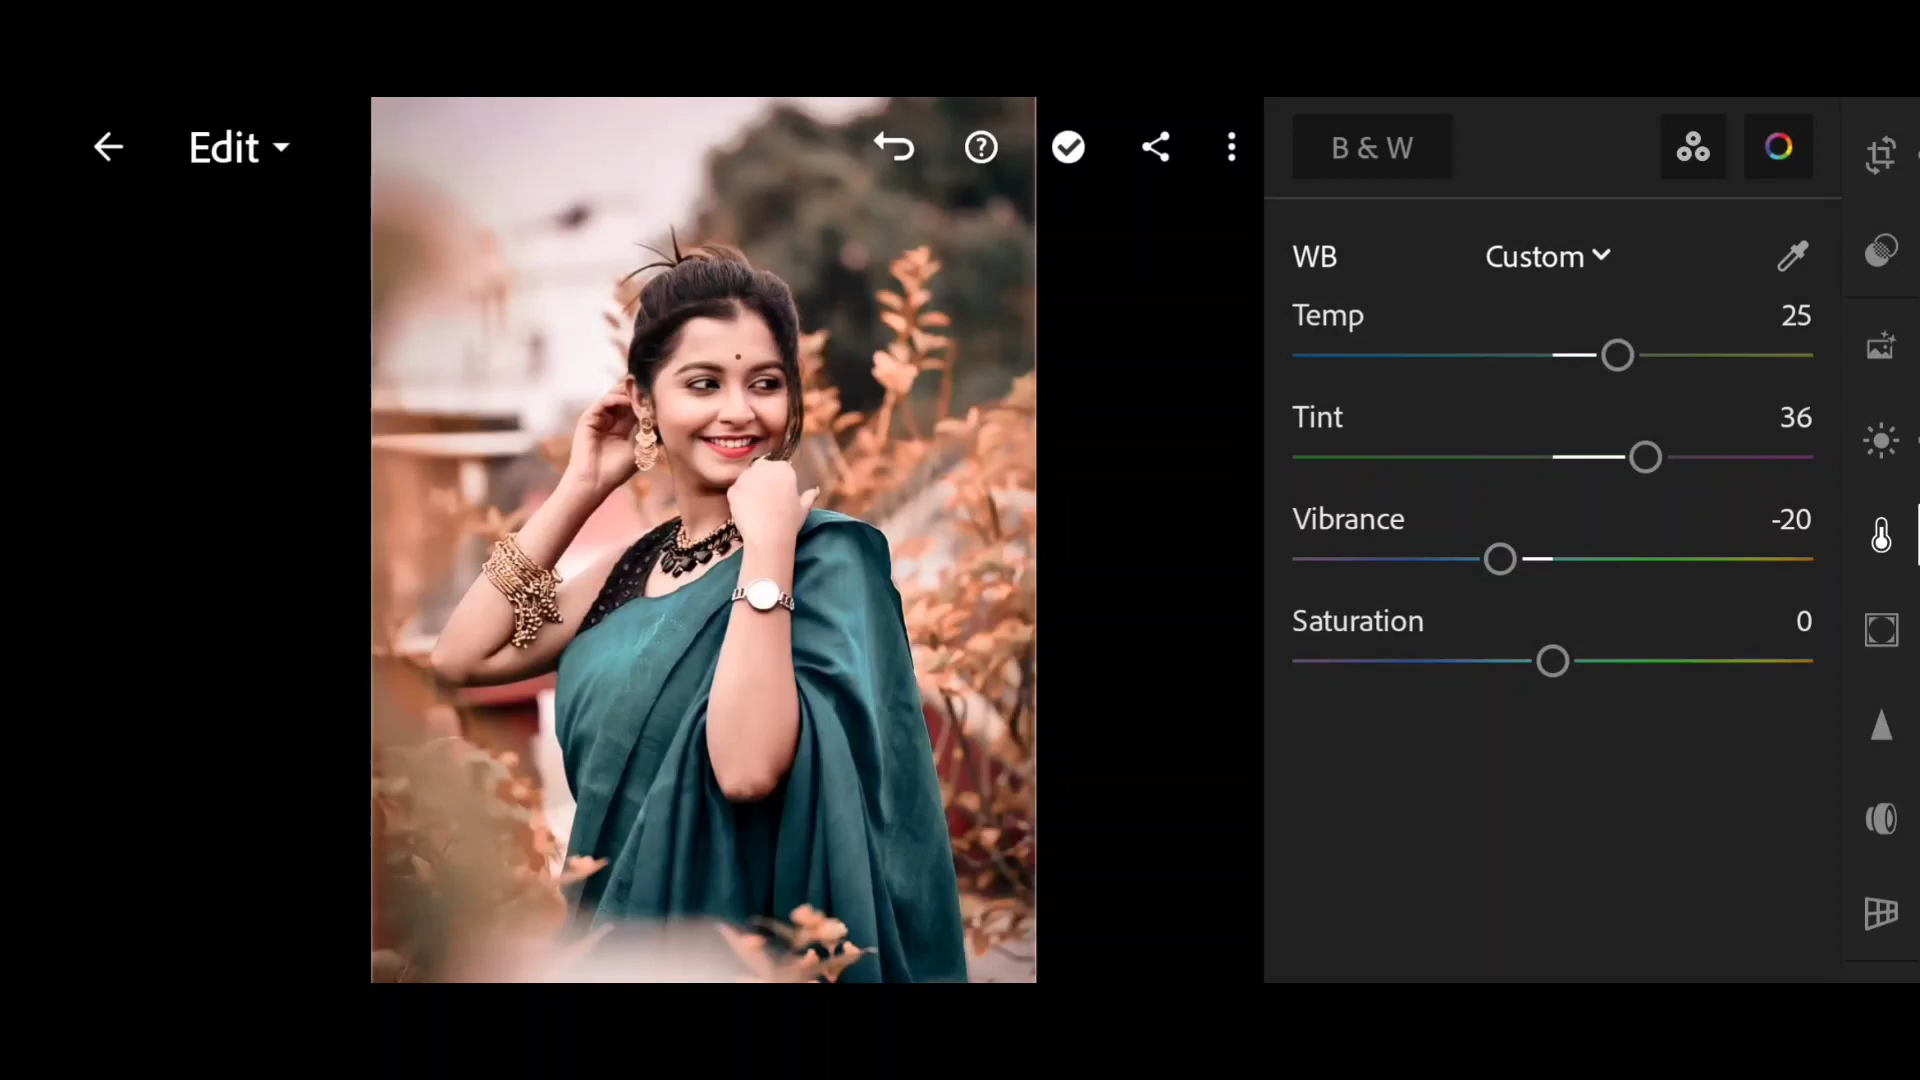 Edit
B & W
WB Custom
Temp 25
Tint 36
Vibrance -20
Saturation 0